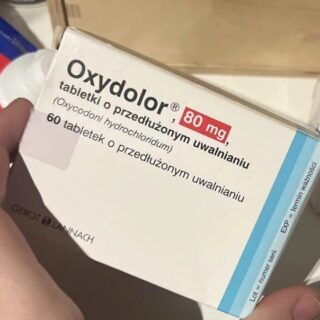 Oxydolor®, 80 mg,
tabletki o przedłużonym uwalnianiu
(Oxycodoni hydrochloridum)
60 tabletek o przedłużonym uwalnianiu
GEROT LANNACH
Lot = numer serii
EXP = termin ważności